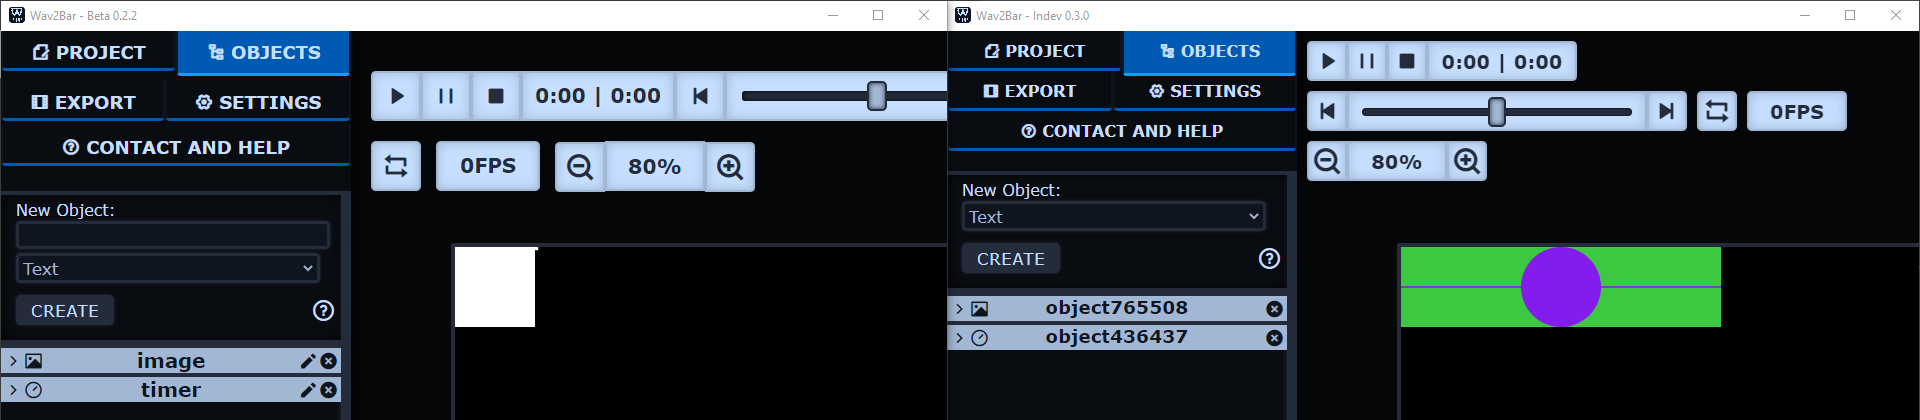 Wav2Bar - Beta 0.2.2
PROJECT
OBJECTS
EXPORT
SETTINGS
CONTACT AND HELP
0:00 | 0:00
0FPS
80%
New Object:
Text
CREATE
image
timer
Wav2Bar - Indev 0.3.0
PROJECT
OBJECTS
EXPORT
SETTINGS
CONTACT AND HELP
0:00 | 0:00
0FPS
80%
New Object:
Text
CREATE
object765508
object436437